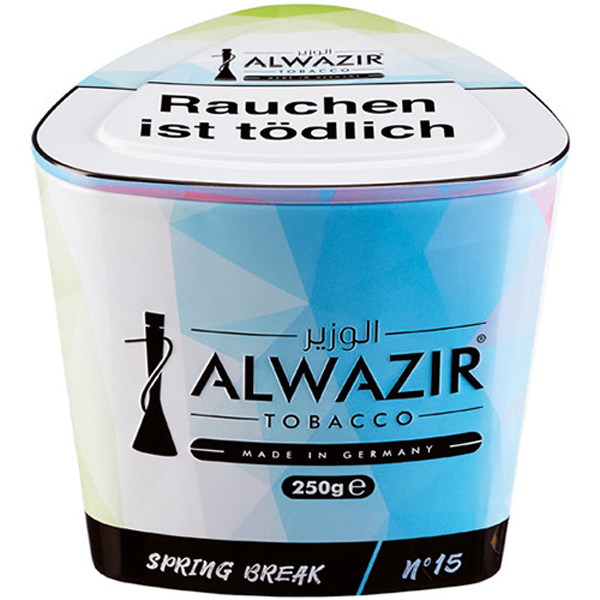 الوزير
ALWAZIR
TOBACCO
MADE IN GERMANY
Rauchen
ist tödlich
الوزير
ALWAZIR®
TOBACCO
MADE IN GERMANY
250g ℮
SPRING BREAK / n°15